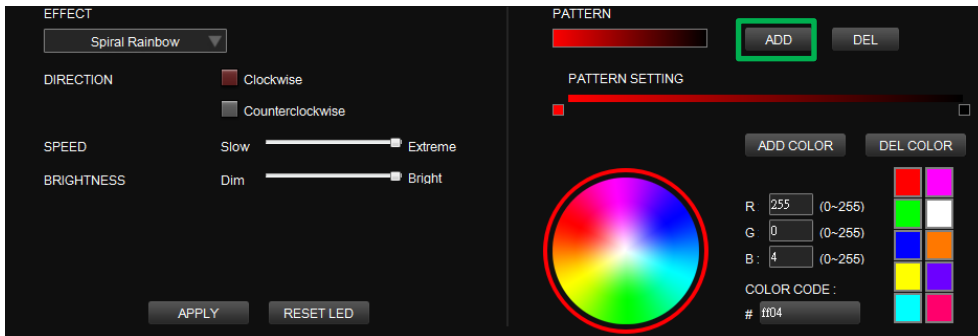 EFFECT
Spiral Rainbow
DIRECTION
Clockwise
Counterclockwise
SPEED
Slow
Extreme
BRIGHTNESS
Dim
Bright
APPLY
RESET LED
PATTERN
ADD
DEL
PATTERN SETTING
ADD COLOR
DEL COLOR
R 255 (0~255)
G 0 (0~255)
B : 4 (0~255)
COLOR CODE :
# ff04